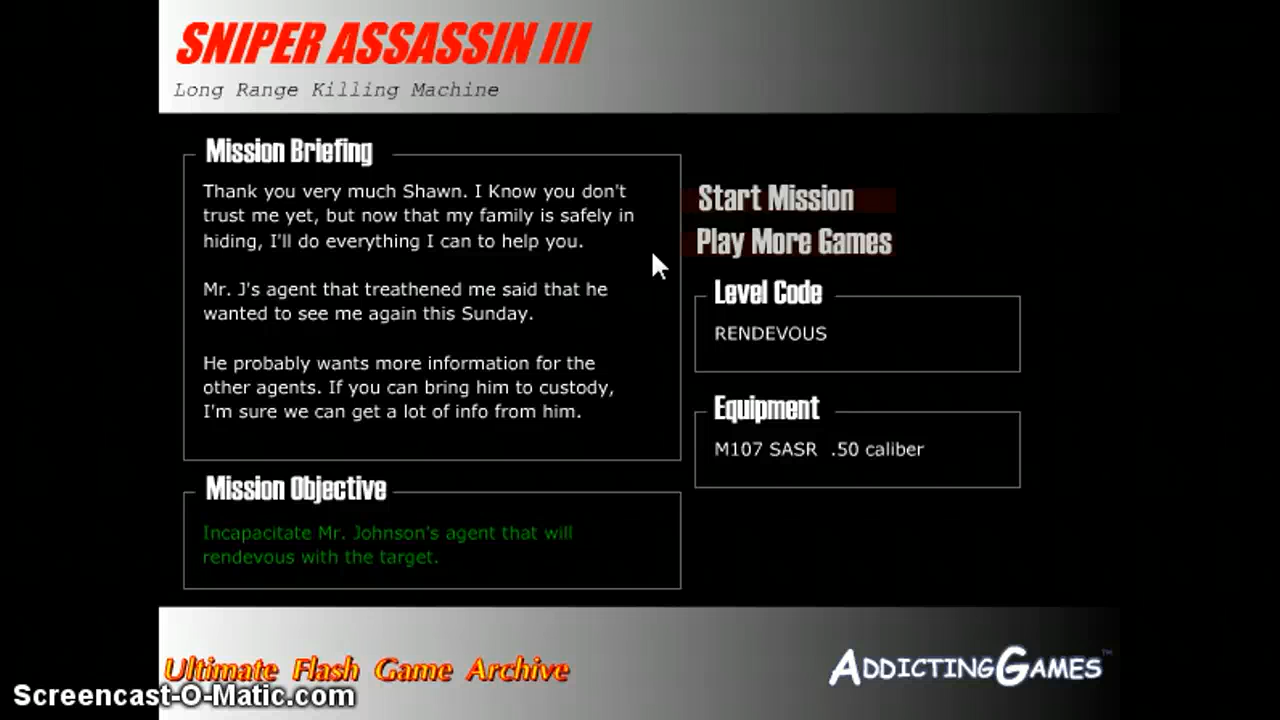 SNIPER ASSASSIN III
Long Range Killing Machine
Mission Briefing
Thank you very much Shawn. I Know you don't
trust me yet, but now that my family is safely in
hiding, I'll do everything I can to help you.
Mr. J's agent that treathened me said that he
wanted to see me again this Sunday.
He probably wants more information for the
other agents. If you can bring him to custody,
I'm sure we can get a lot of info from him.
Mission Objective
Incapacitate Mr. Johnson's agent that will
rendevous with the target.
Start Mission
Play More Games
Level Code
RENDEVOUS
Equipment
M107 SASR .50 caliber
Ultimate Flash Game Archive
ADDICTINGGAMES™
Screencast-O-Matic.com